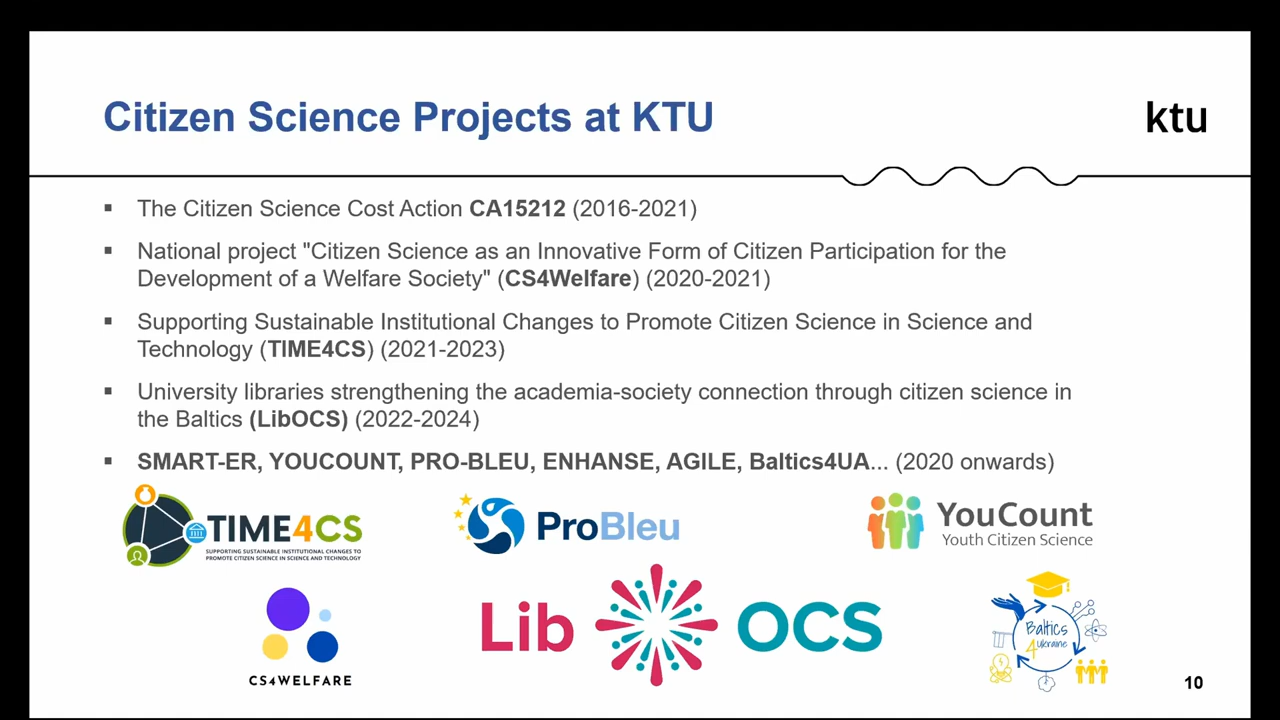 Citizen Science Projects at KTU
ktu
▪ The Citizen Science Cost Action CA15212 (2016-2021)
▪ National project "Citizen Science as an Innovative Form of Citizen Participation for the
Development of a Welfare Society" (CS4Welfare) (2020-2021)
▪ Supporting Sustainable Institutional Changes to Promote Citizen Science in Science and
Technology (TIME4CS) (2021-2023)
▪ University libraries strengthening the academia-society connection through citizen science in
the Baltics (LibOCS) (2022-2024)
▪ SMART-ER, YOUCOUNT, PRO-BLEU, ENHANSE, AGILE, Baltics4UA... (2020 onwards)
TIME4CS
SUPPORTING SUSTAINABLE INSTITUTIONAL CHANGES TO
PROMOTE CITIZEN SCIENCE IN SCIENCE AND TECHNOLOGY
ProBleu
YouCount
Youth Citizen Science
CS4WELFARE
Lib OCS
Baltics
4Ukraine
10